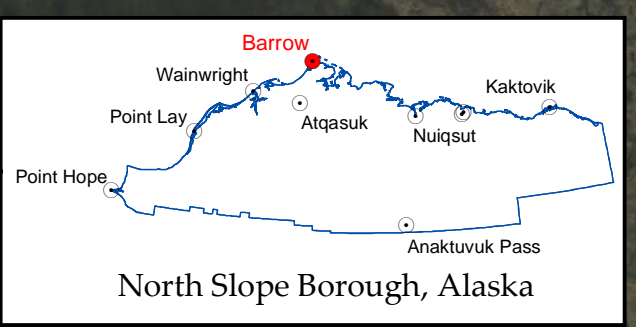 Barrow
Wainwright
Kaktovik
Point Lay
Atqasuk
Nuiqsut
Point Hope
Anaktuvuk Pass
North Slope Borough, Alaska